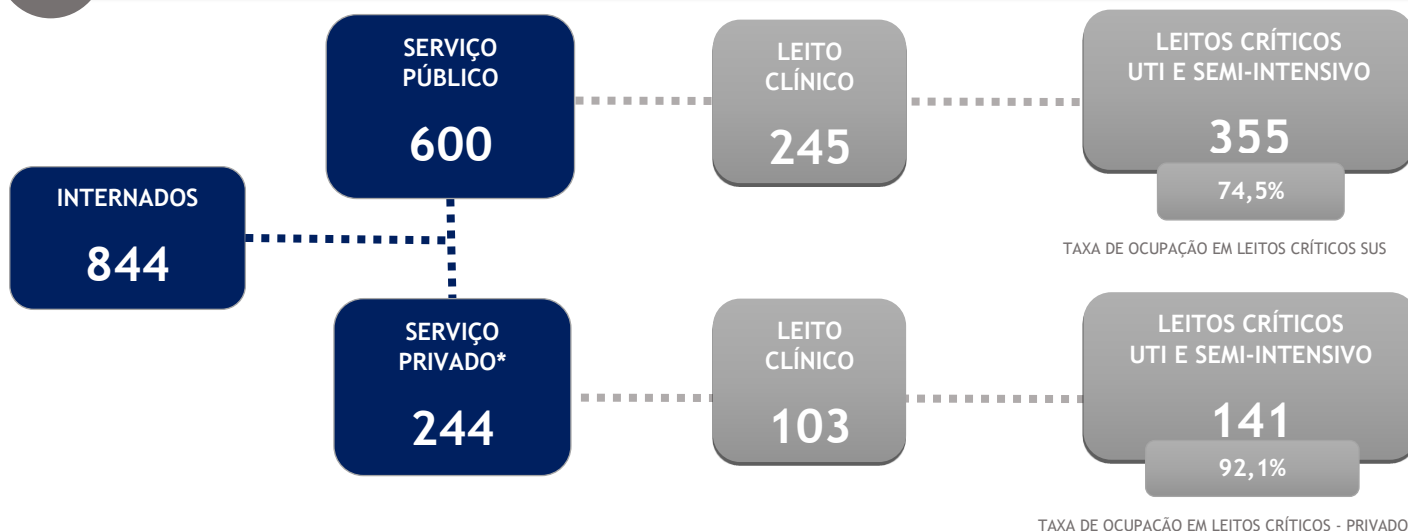 INTERNADOS
844
SERVIÇO
PÚBLICO
600
LEITO
CLÍNICO
245
LEITOS CRÍTICOS
UTI E SEMI-INTENSIVO
355
74,5%
TAXA DE OCUPAÇÃO EM LEITOS CRÍTICOS SUS
SERVIÇO
PRIVADO*
244
LEITO
CLÍNICO
103
LEITOS CRÍTICOS
UTI E SEMI-INTENSIVO
141
92,1%
TAXA DE OCUPAÇÃO EM LEITOS CRÍTICOS - PRIVADO